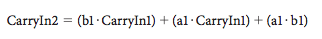 CarryIn2 = (b1·CarryIn1) + (a1·CarryIn1) + (a1·b1)